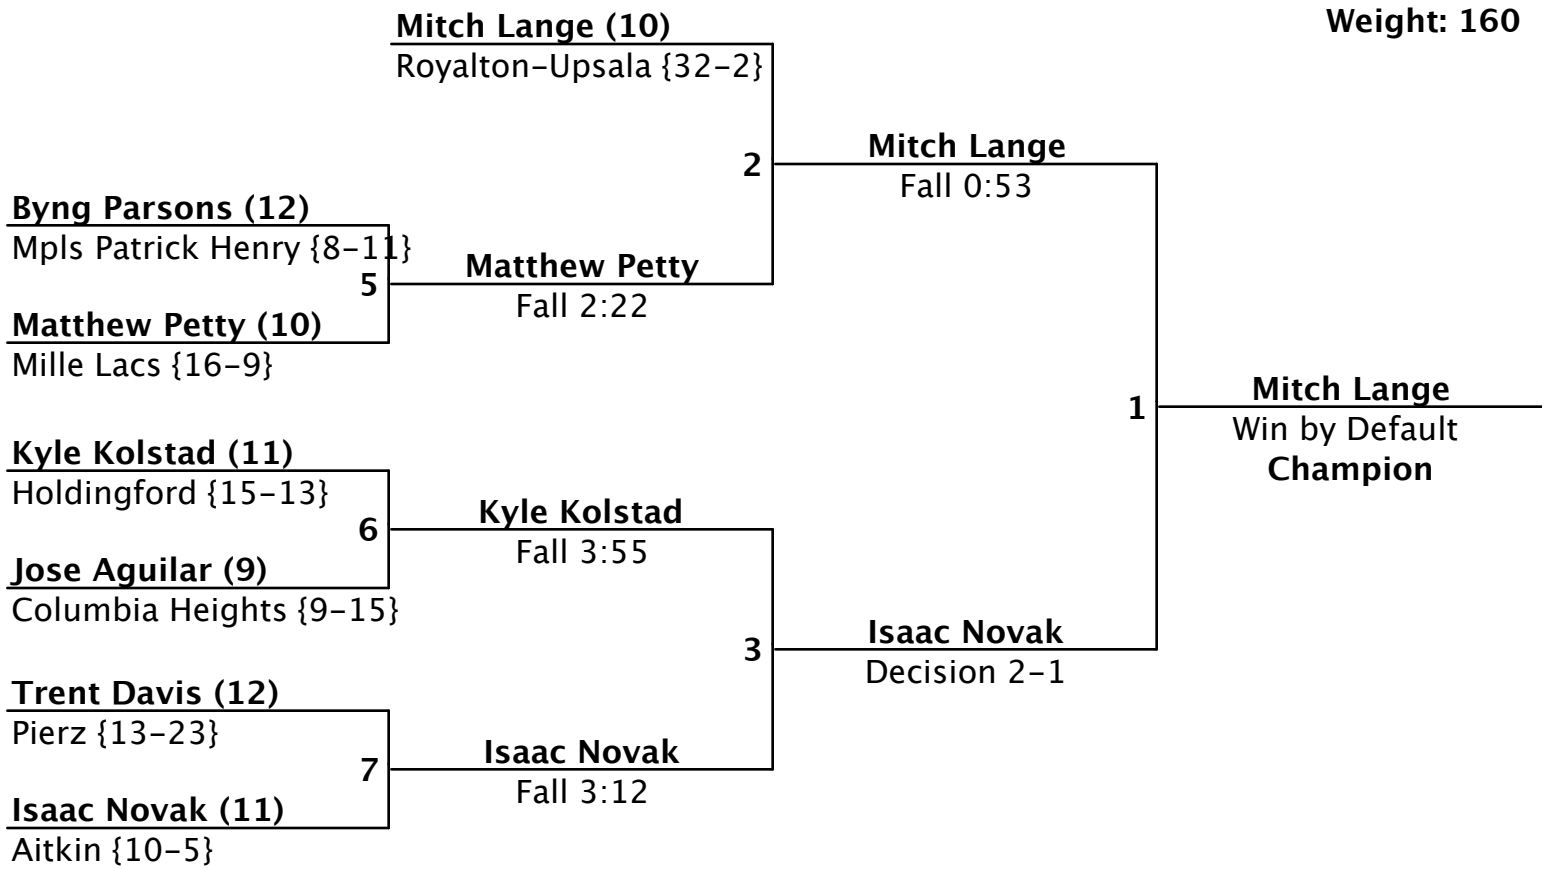 Mitch Lange (10)
Weight: 160
Royalton-Upsala {32-2}
Mitch Lange
2
Fall 0:53
Byng Parsons (12)
Mpls Patrick Henry {8-11}
Matthew Petty
5
Fall 2:22
Matthew Petty (10)
Mille Lacs {16-9}
Mitch Lange
1
Win by Default
Champion
Kyle Kolstad (11)
Holdingford {15-13}
Kyle Kolstad
6
Fall 3:55
Jose Aguilar (9)
Columbia Heights {9-15}
Isaac Novak
3
Decision 2-1
Trent Davis (12)
Pierz {13-23}
Isaac Novak
7
Fall 3:12
Isaac Novak (11)
Aitkin {10-5}